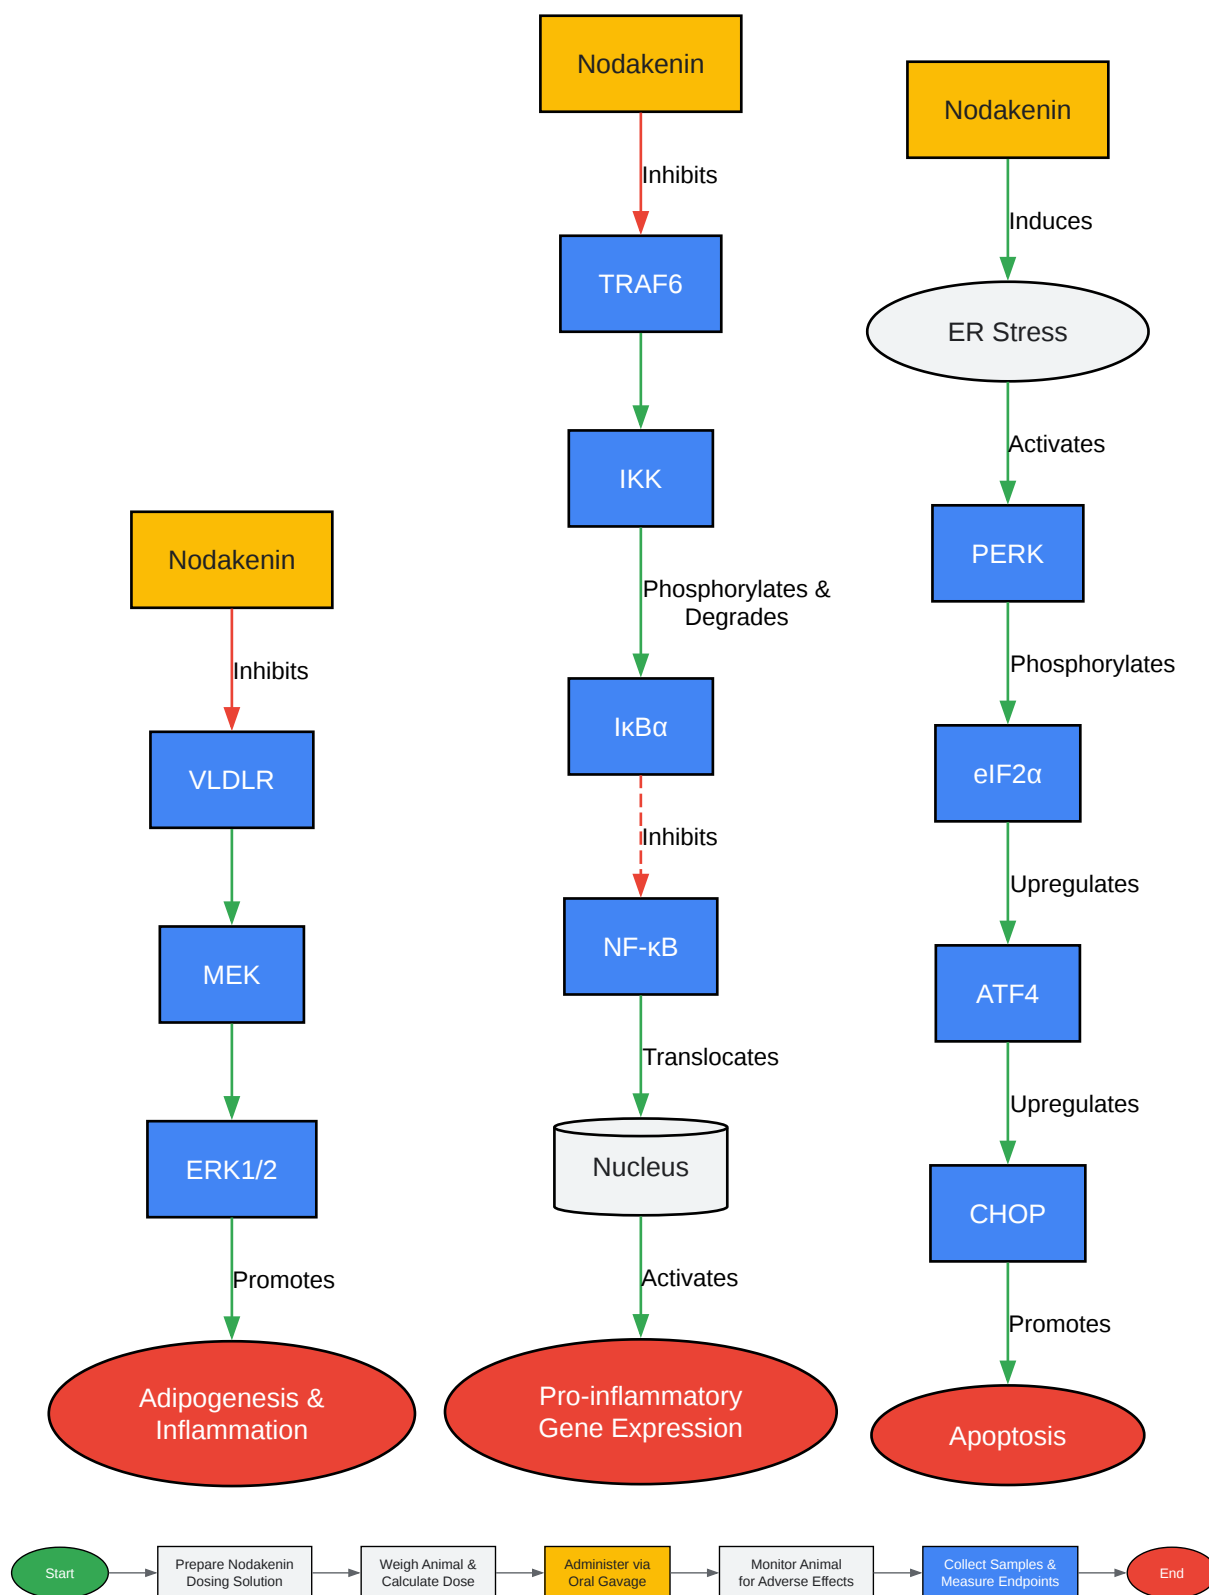 Nodakenin
Inhibits
VLDLR
MEK
ERK1/2
Promotes
Adipogenesis &
Inflammation
Nodakenin
Inhibits
TRAF6
IKK
Phosphorylates &
Degrades
IκBα
Inhibits
NF-κB
Translocates
Nucleus
Activates
Pro-inflammatory
Gene Expression
Nodakenin
Induces
ER Stress
Activates
PERK
Phosphorylates
eIF2α
Upregulates
ATF4
Upregulates
CHOP
Promotes
Apoptosis
Start
Prepare Nodakenin
Dosing Solution
Weigh Animal &
Calculate Dose
Administer via
Oral Gavage
Monitor Animal
for Adverse Effects
Collect Samples &
Measure Endpoints
End